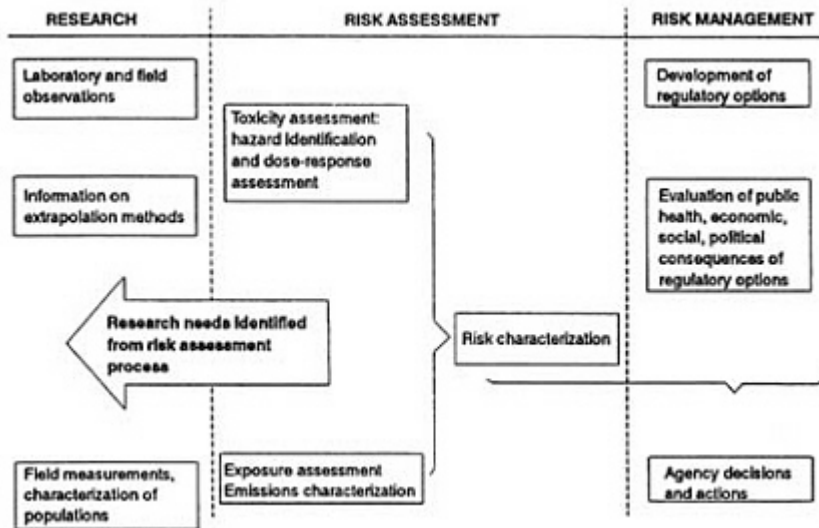 RESEARCH
RISK ASSESSMENT
RISK MANAGEMENT
Laboratory and field
observations
Information on
extrapolation methods
Research needs identified
from risk assessment
process
Field measurements,
characterization of
populations
Toxicity assessment:
hazard identification
and dose-response
assessment
Exposure assessment
Emissions characterization
Risk characterization
Development of
regulatory options
Evaluation of public
health, economic,
social, political
consequences of
regulatory options
Agency decisions
and actions